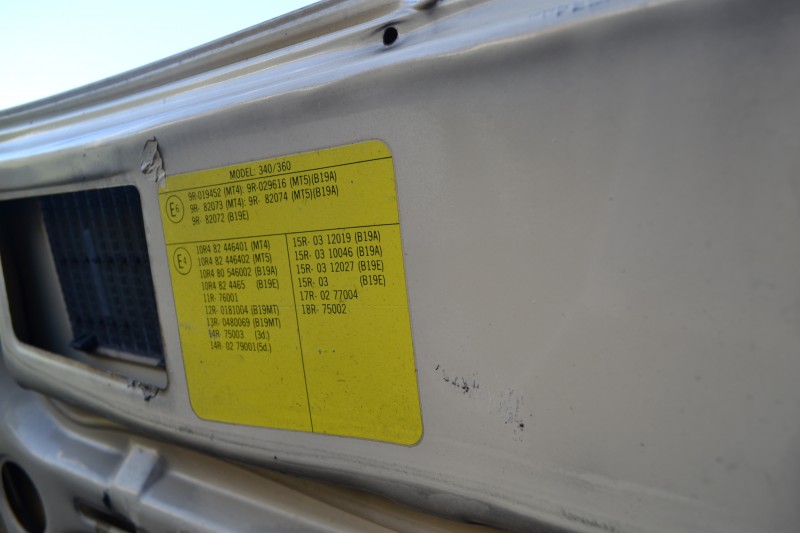 MODEL: 340/360
E6 9R-019452 (MT4): 9R-029616 (MT5)(B19A)
9R- 82073 (MT4): 9R- 82074 (MT5)(B19A)
9R- 82072 (B19E)
E4 10R4 82 446401 (MT4)
10R4 82 446402 (MT5)
10R4 80 546002 (B19A)
10R4 82 4465 (B19E)
11R- 76001
12R- 0181004 (B19MT)
13R- 0480069 (B19MT)
14R- 75003 (3d.)
14R- 02 79001(5d.)
15R- 03 12019 (B19A)
15R- 03 10046 (B19A)
15R- 03 12027 (B19E)
15R- 03 (B19E)
17R- 02 77004
18R- 75002